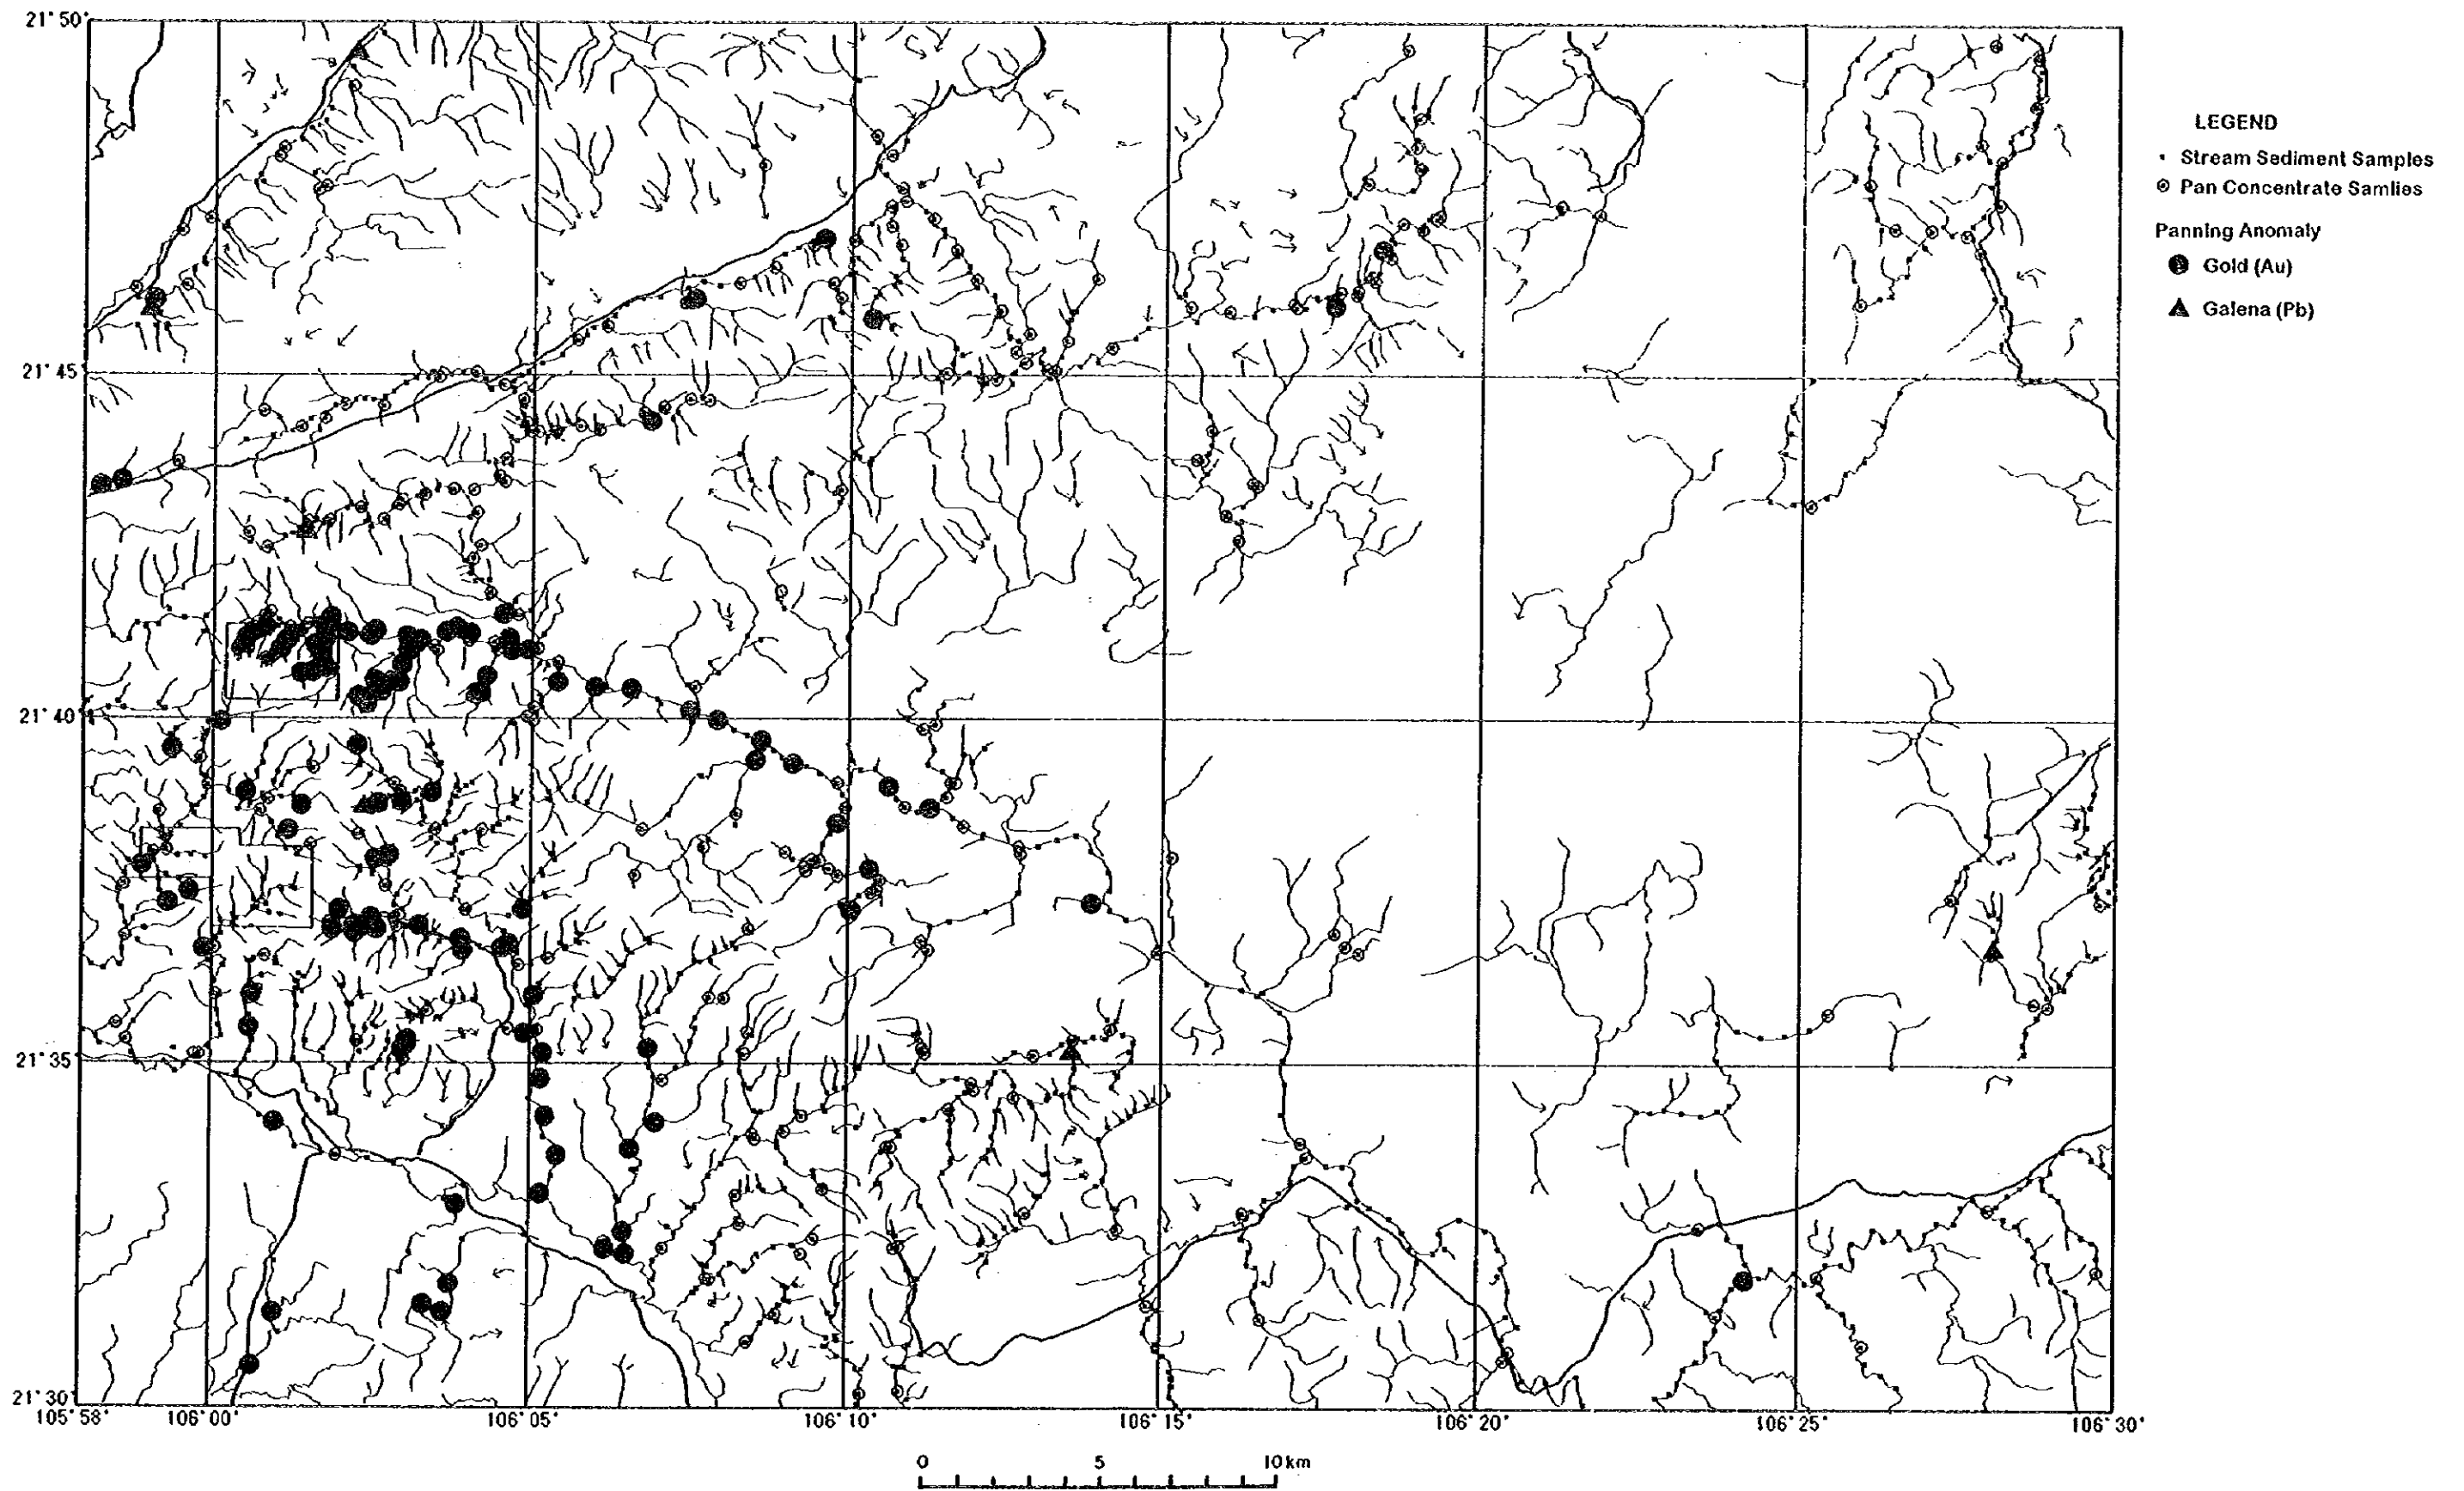 21°50'
LEGEND
Stream Sediment Samples
Pan Concentrate Samlies
Panning Anomaly
Gold (Au)
Galena (Pb)
21°45'
21°40'
21°35'
21°30'
105°58' 106°00' 106°05' 106°10' 106°15' 106°20' 106°25' 106°30'
0 5 10km